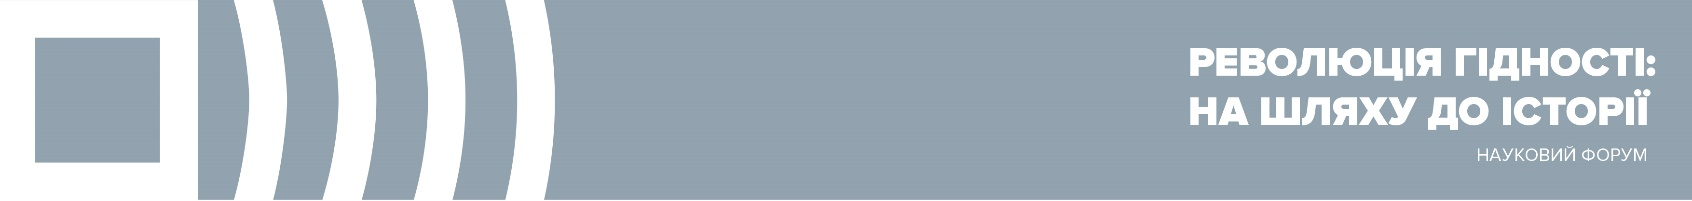 РЕВОЛЮЦІЯ ГІДНОСТІ:
НА ШЛЯХУ ДО ІСТОРІЇ
НАУКОВИЙ ФОРУМ